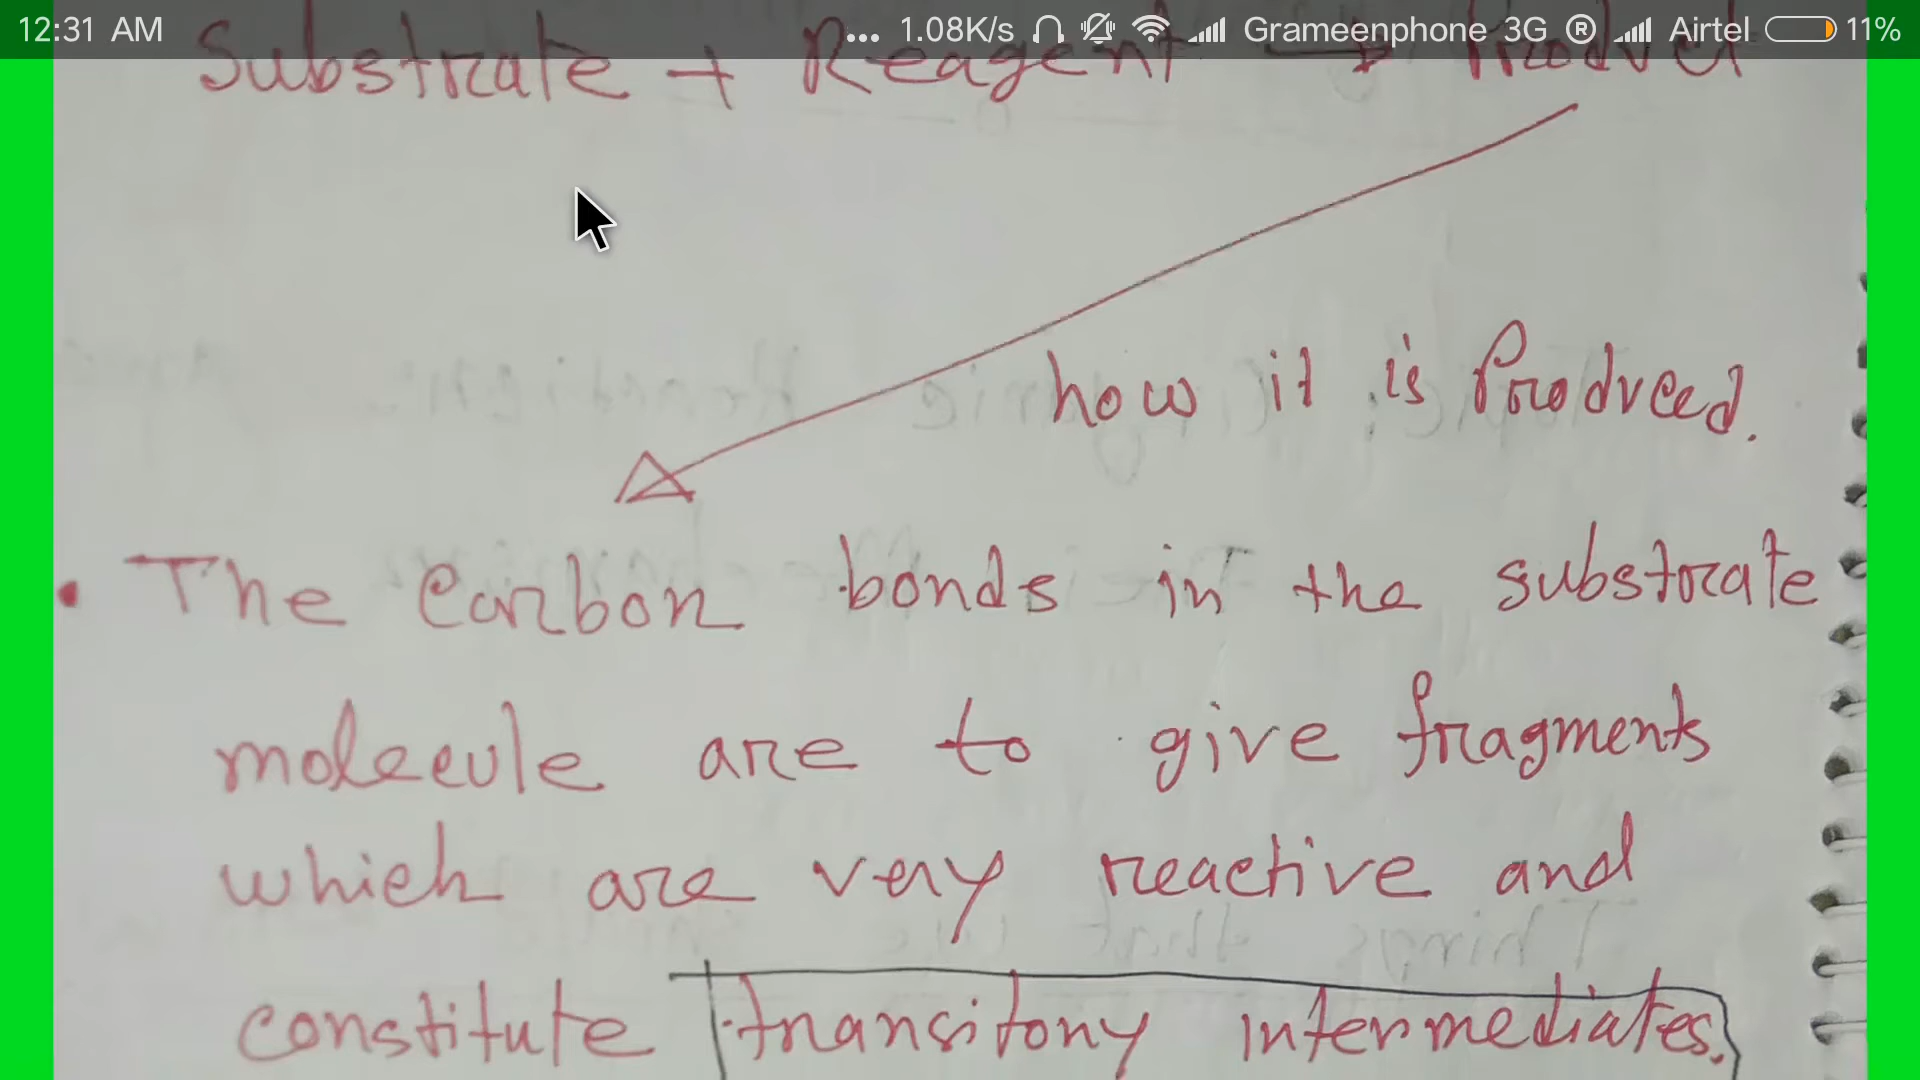 12:31 AM ... 1.08K/s Grameenphone 3G R Airtel 11%
Substrate + Reagent → Product
how it is Produced.
• The Carbon bonds in the substrate
molecule are to give fragments
which are very reactive and
constitute transitory intermediates.